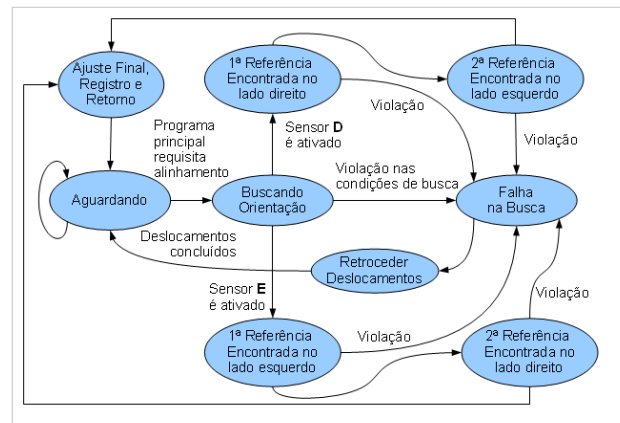 Ajuste Final,
Registro e
Retorno
1ª Referência
Encontrada no
lado direito
2ª Referência
Encontrada no
lado esquerdo
Violação
Violação
Programa
principal
requisita
alinhamento
Sensor D
é ativado
Violação nas
condições de busca
Aguardando
Buscando
Orientação
Falha
na Busca
Deslocamentos
concluídos
Retroceder
Deslocamentos
Sensor E
é ativado
Violação
Violação
1ª Referência
Encontrada no
lado esquerdo
2ª Referência
Encontrada no
lado direito